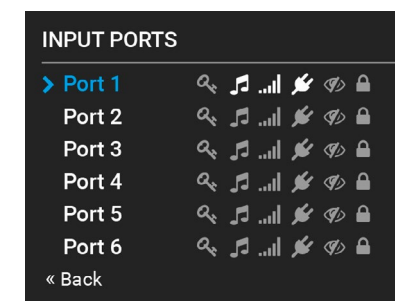 INPUT PORTS
Port 1
Port 2
Port 3
Port 4
Port 5
Port 6
« Back